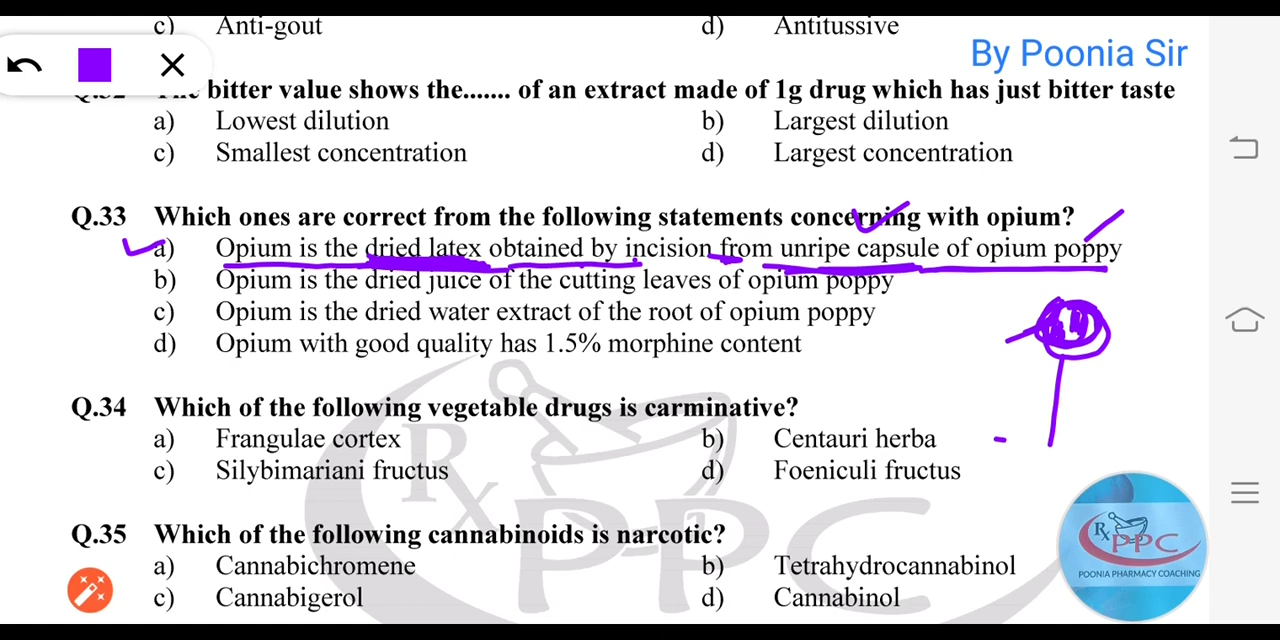 c) Anti-gout d) Antitussive
By Poonia Sir
bitter value shows the....... of an extract made of 1g drug which has just bitter taste
a) Lowest dilution b) Largest dilution
c) Smallest concentration d) Largest concentration
Q.33 Which ones are correct from the following statements concerning with opium?
a) Opium is the dried latex obtained by incision from unripe capsule of opium poppy
b) Opium is the dried juice of the cutting leaves of opium poppy
c) Opium is the dried water extract of the root of opium poppy
d) Opium with good quality has 1.5% morphine content
Q.34 Which of the following vegetable drugs is carminative?
a) Frangulae cortex b) Centauri herba
c) Silybimariani fructus d) Foeniculi fructus
Q.35 Which of the following cannabinoids is narcotic?
a) Cannabichromene b) Tetrahydrocannabinol
c) Cannabigerol d) Cannabinol
Rx PPC
Rx PPC
POONIA PHARMACY COACHING